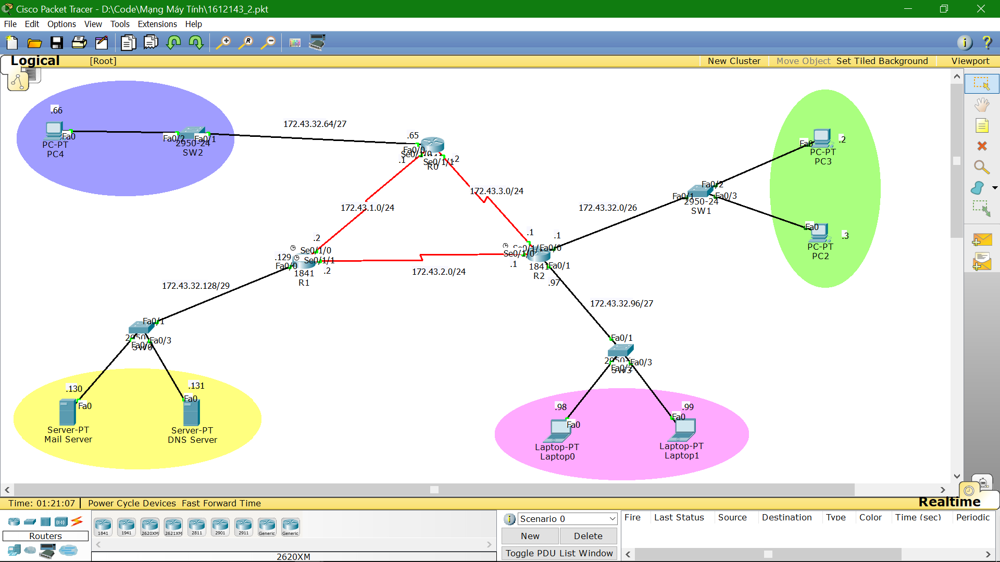 Cisco Packet Tracer - D:\Code\Mạng Máy Tính\1612143_2.pkt
File Edit Options View Tools Extensions Help
Logical [Root] New Cluster Move Object Set Tiled Background Viewport
.66
Fa0
PC-PT
PC4
Fa0/2
Fa0/1
2950-24
SW2
172.43.32.64/27
.65
Fa0/0
Se0/1/0
.1
Se0/1/1
.2
R0
172.43.3.0/24
172.43.1.0/24
172.43.32.0/26
Fa0
.2
PC-PT
PC3
Fa0/2
Fa0/1
Fa0/3
2950-24
SW1
Fa0
.3
PC-PT
PC2
.2
Se0/1/0
.129
Se0/1/1
Fa0/0
.2
1841
R1
172.43.2.0/24
.1
.1
Fa0/0
Se0/1/0
.1
1841
Fa0/1
R2
.97
172.43.32.128/29
172.43.32.96/27
Fa0/1
Fa0/3
Fa0/2
SW0
Fa0/1
Fa0/3
Fa0/2
SW3
.130
Fa0
Server-PT
Mail Server
.131
Fa0
Server-PT
DNS Server
.98
Fa0
Laptop-PT
Laptop0
.99
Fa0
Laptop-PT
Laptop1
Time: 01:21:07 Power Cycle Devices Fast Forward Time
Realtime
Routers
1841 1941 2620XM 2621XM 2811 2901 2911 Generic Generic
2620XM
Scenario 0
New Delete
Toggle PDU List Window
Fire Last Status Source Destination Type Color Time (sec) Periodic